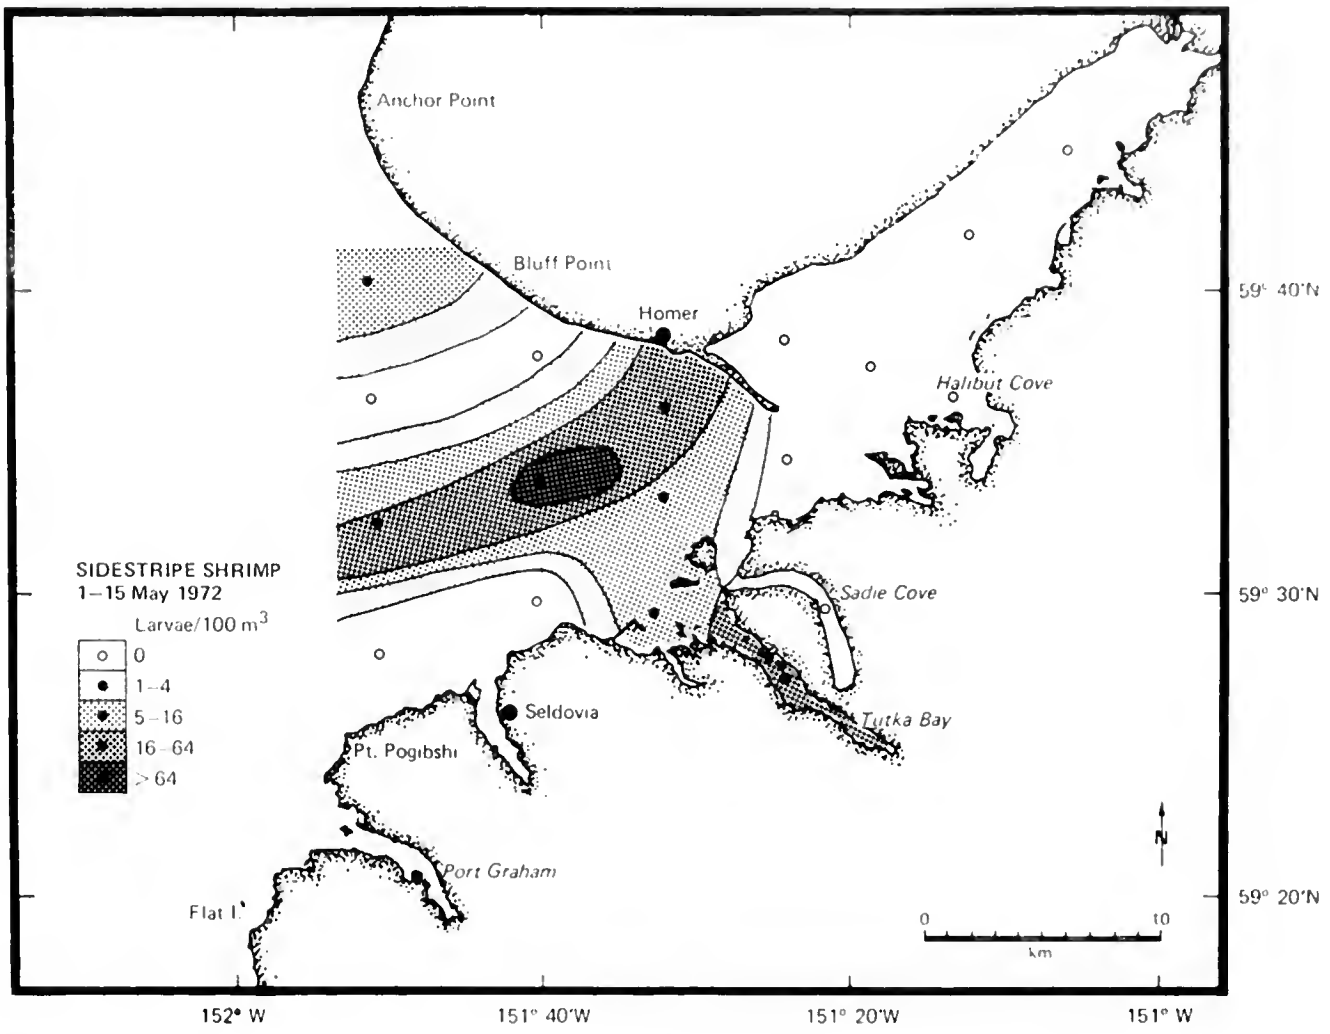 Anchor Point
Bluff Point
Homer
59° 40'N
Halibut Cove
SIDESTRIPE SHRIMP
1–15 May 1972
Larvae/100 m³
0
1–4
5–16
16–64
>64
Sadie Cove
59° 30'N
Seldovia
Tutka Bay
Pt. Pogibshi
N
Port Graham
Flat I.
59° 20'N
0 10
km
152° W 151° 40'W 151° 20'W 151° W